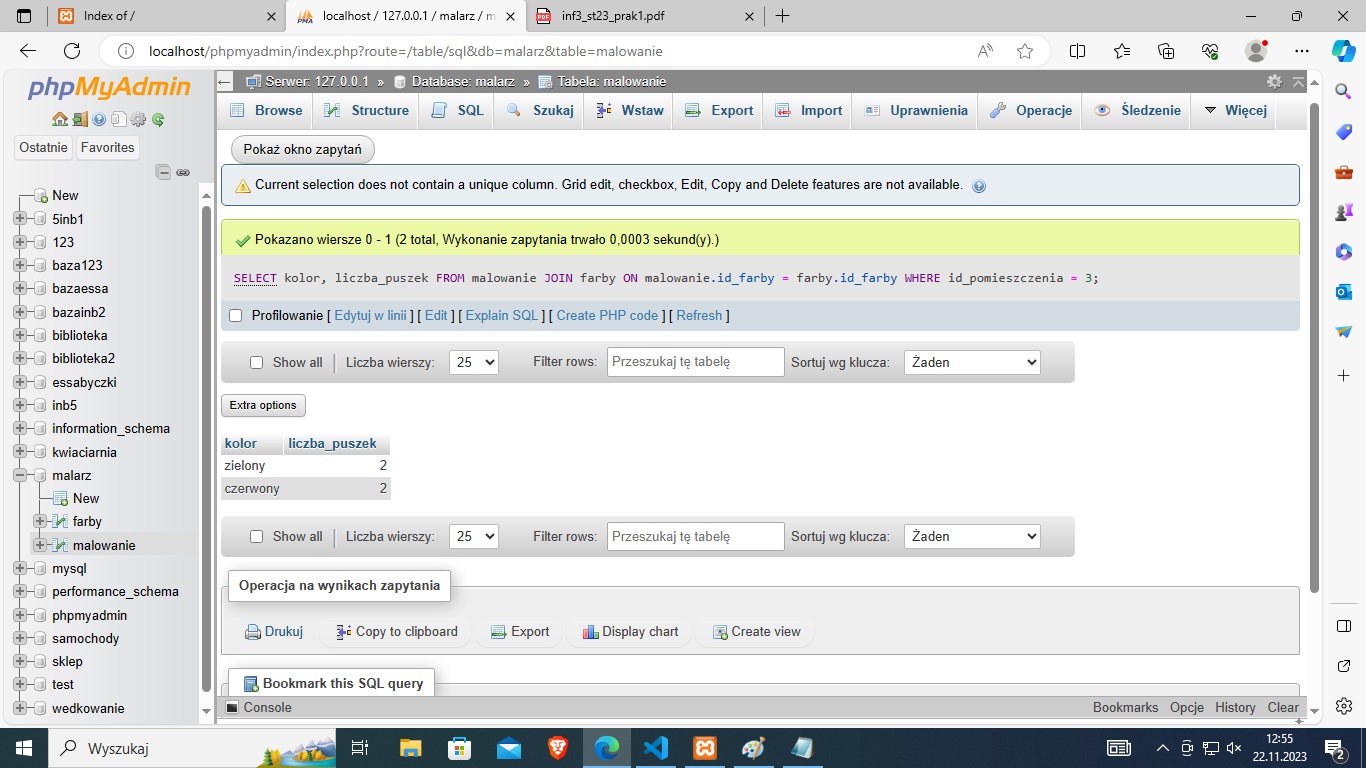 Index of /
localhost / 127.0.0.1 / malarz / m
inf3_st23_prak1.pdf
localhost/phpmyadmin/index.php?route=/table/sql&db=malarz&table=malowanie
phpMyAdmin
Ostatnie Favorites
New
5inb1
123
baza123
bazaessa
bazainb2
biblioteka
biblioteka2
essabyczki
inb5
information_schema
kwiaciarnia
malarz
New
farby
malowanie
mysql
performance_schema
phpmyadmin
samochody
sklep
test
wedkowanie
Serwer: 127.0.0.1 » Database: malarz » Tabela: malowanie
Browse Structure SQL Szukaj Wstaw Export Import Uprawnienia Operacje Śledzenie Więcej
Pokaż okno zapytań
Current selection does not contain a unique column. Grid edit, checkbox, Edit, Copy and Delete features are not available.
Pokazano wiersze 0 - 1 (2 total, Wykonanie zapytania trwało 0,0003 sekund(y).)
SELECT kolor, liczba_puszek FROM malowanie JOIN farby ON malowanie.id_farby = farby.id_farby WHERE id_pomieszczenia = 3;
Profilowanie [ Edytuj w linii ] [ Edit ] [ Explain SQL ] [ Create PHP code ] [ Refresh ]
Show all | Liczba wierszy: 25 Filter rows: Przeszukaj tę tabelę Sortuj wg klucza: Żaden
Extra options
kolor liczba_puszek
zielony 2
czerwony 2
Show all | Liczba wierszy: 25 Filter rows: Przeszukaj tę tabelę Sortuj wg klucza: Żaden
Operacja na wynikach zapytania
Drukuj Copy to clipboard Export Display chart Create view
Bookmark this SQL query
Console Bookmarks Opcje History Clear
Wyszukaj
12:55
22.11.2023
2